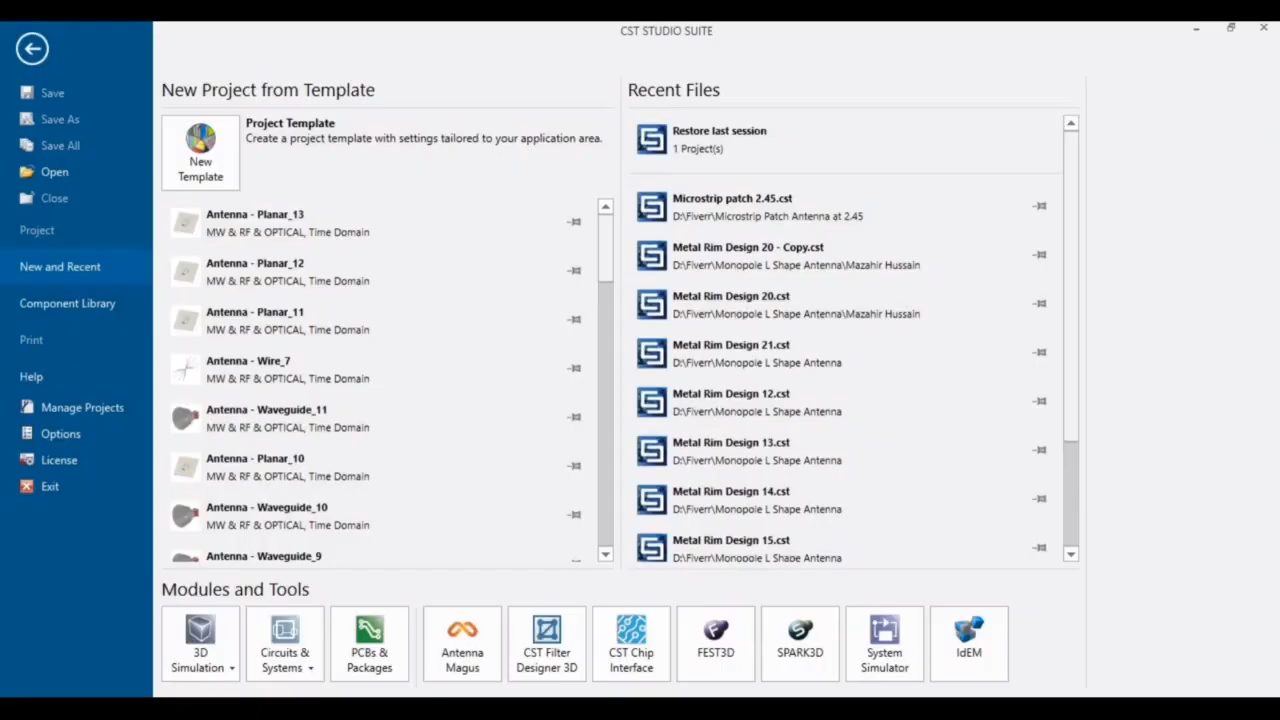 CST STUDIO SUITE
Save
Save As
Save All
Open
Close
Project
New and Recent
Component Library
Print
Help
Manage Projects
Options
License
Exit
New Project from Template
New
Template
Project Template
Create a project template with settings tailored to your application area.
Antenna - Planar_13
MW & RF & OPTICAL, Time Domain
Antenna - Planar_12
MW & RF & OPTICAL, Time Domain
Antenna - Planar_11
MW & RF & OPTICAL, Time Domain
Antenna - Wire_7
MW & RF & OPTICAL, Time Domain
Antenna - Waveguide_11
MW & RF & OPTICAL, Time Domain
Antenna - Planar_10
MW & RF & OPTICAL, Time Domain
Antenna - Waveguide_10
MW & RF & OPTICAL, Time Domain
Antenna - Waveguide_9
Recent Files
Restore last session
1 Project(s)
Microstrip patch 2.45.cst
D:\Fiverr\Microstrip Patch Antenna at 2.45
Metal Rim Design 20 - Copy.cst
D:\Fiverr\Monopole L Shape Antenna\Mazahir Hussain
Metal Rim Design 20.cst
D:\Fiverr\Monopole L Shape Antenna\Mazahir Hussain
Metal Rim Design 21.cst
D:\Fiverr\Monopole L Shape Antenna
Metal Rim Design 12.cst
D:\Fiverr\Monopole L Shape Antenna
Metal Rim Design 13.cst
D:\Fiverr\Monopole L Shape Antenna
Metal Rim Design 14.cst
D:\Fiverr\Monopole L Shape Antenna
Metal Rim Design 15.cst
D:\Fiverr\Monopole L Shape Antenna
Modules and Tools
3D
Simulation
Circuits &
Systems
PCBs &
Packages
Antenna
Magus
CST Filter
Designer 3D
CST Chip
Interface
FEST3D
SPARK3D
System
Simulator
IdEM